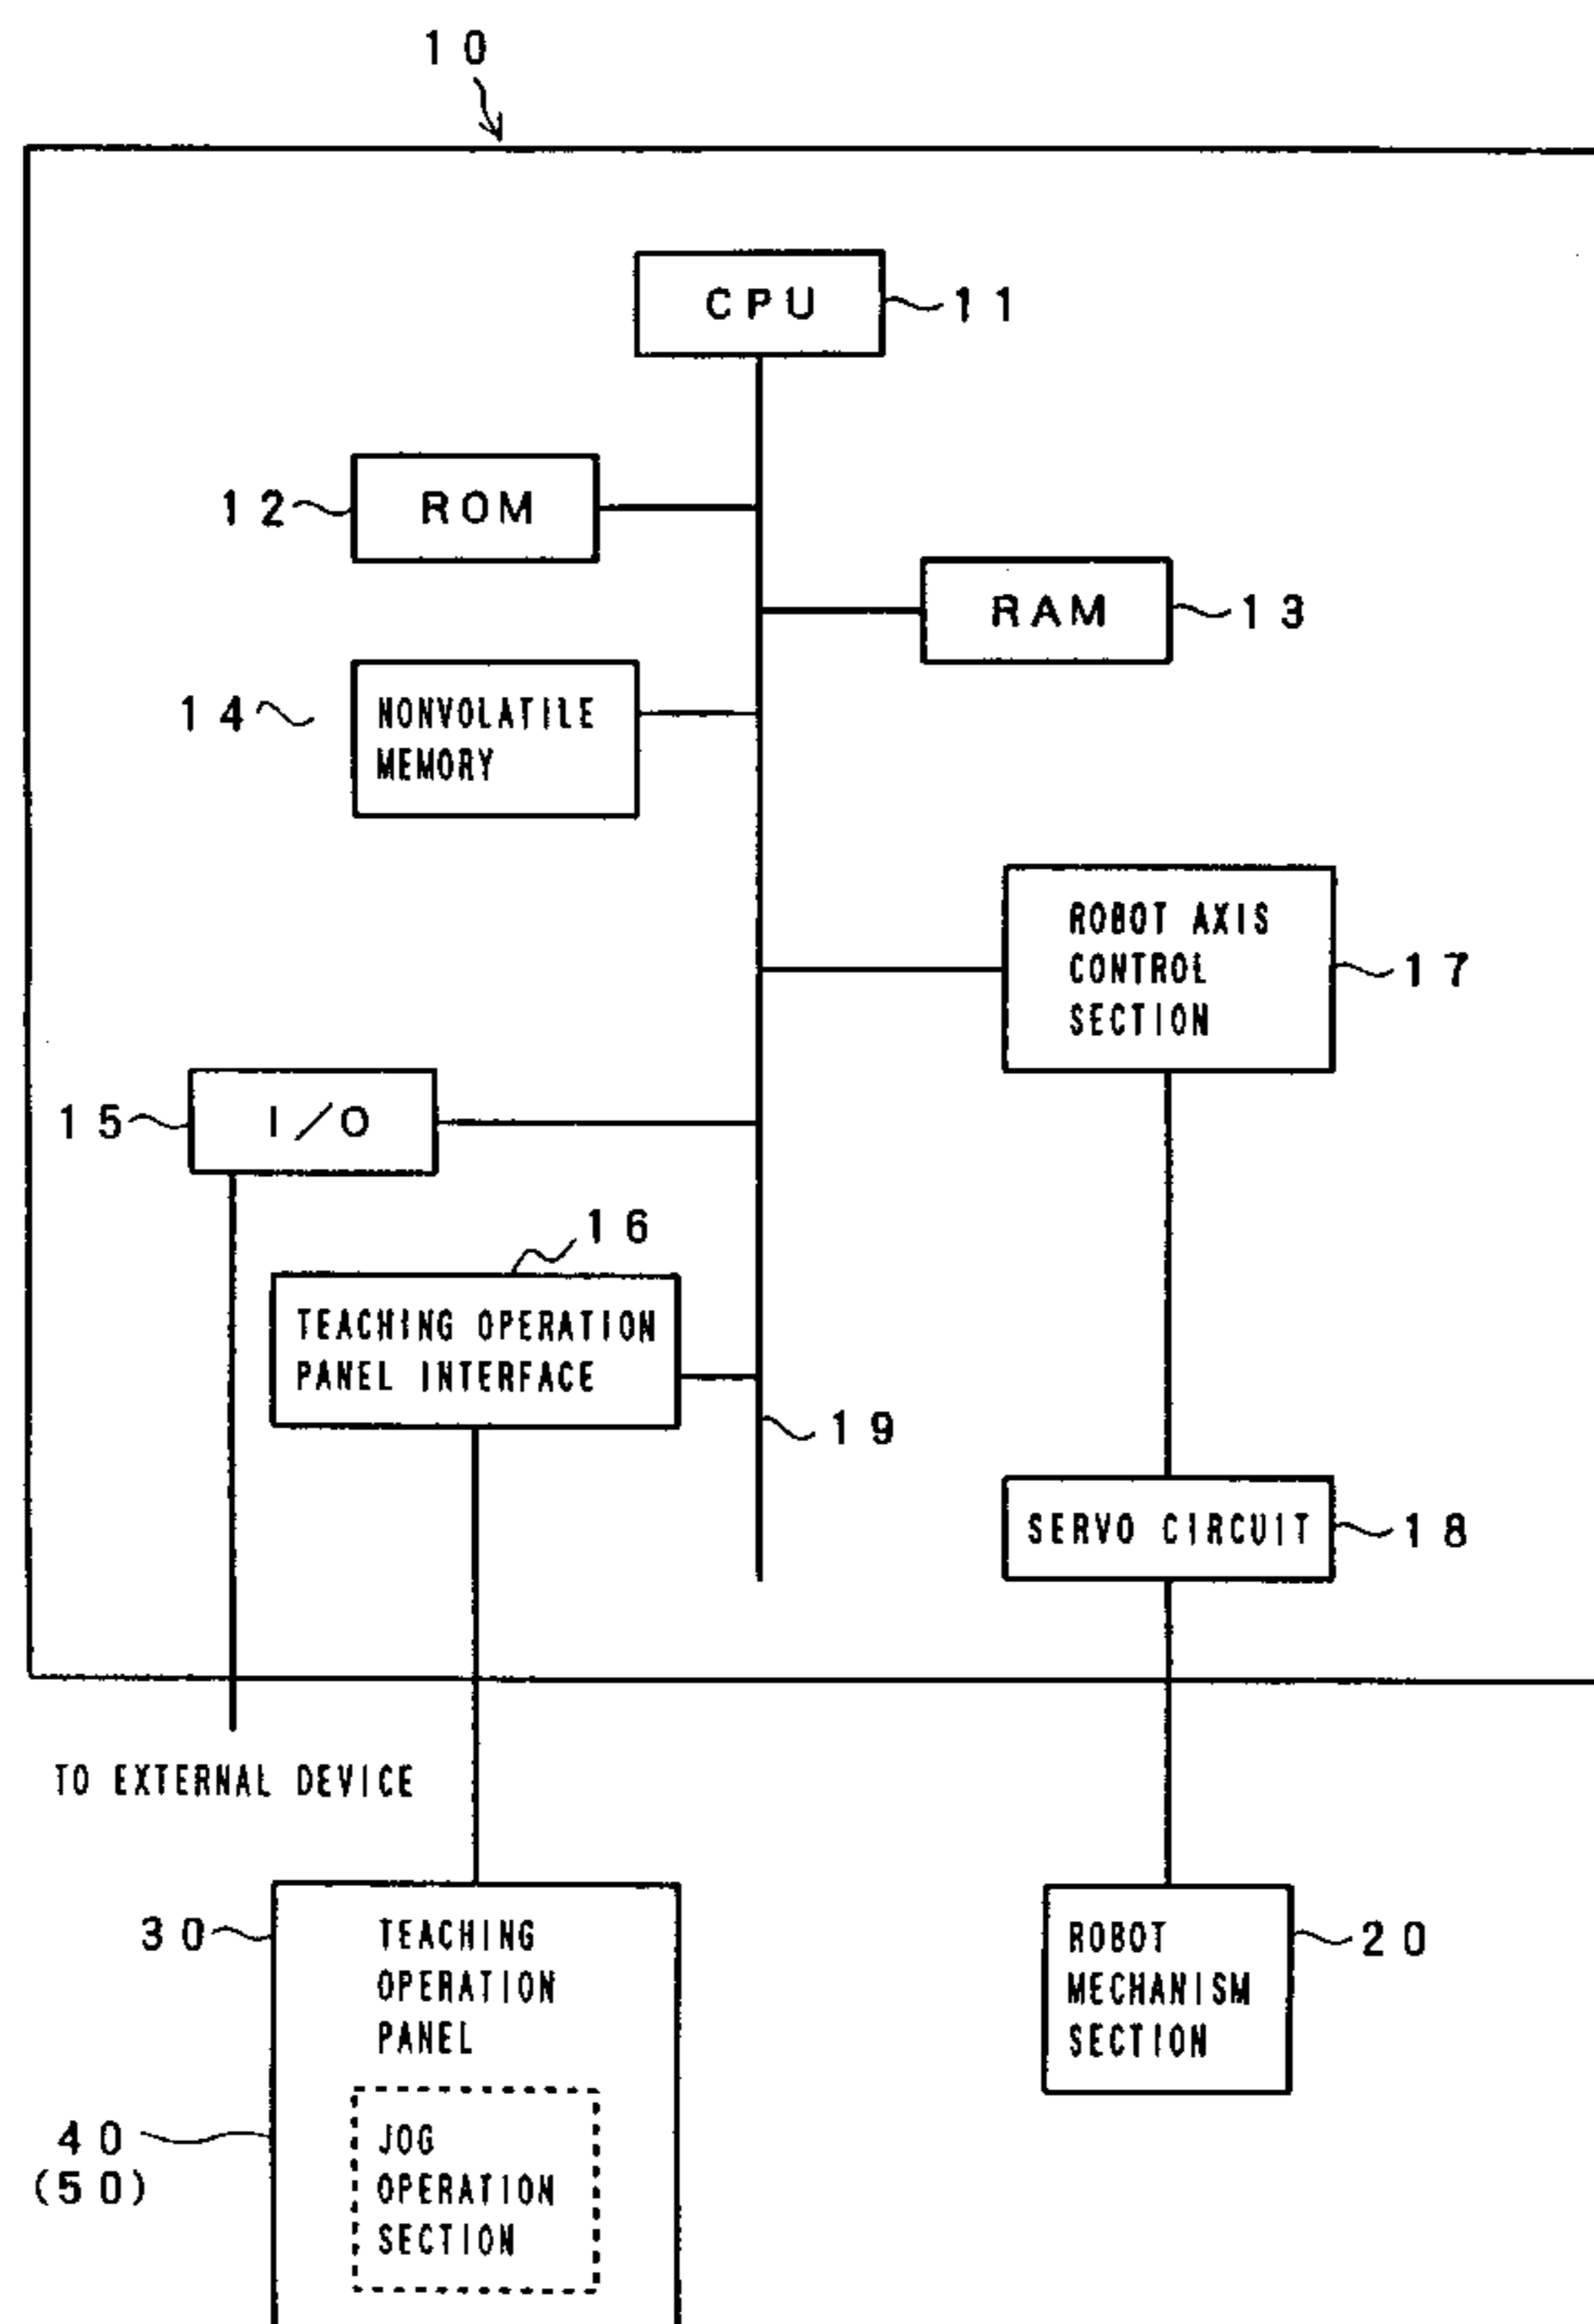 10
CPU
11
12
ROM
RAM
13
14
NONVOLATILE
MEMORY
ROBOT AXIS
CONTROL
SECTION
17
15
I/O
16
TEACHING OPERATION
PANEL INTERFACE
19
SERVO CIRCUIT
18
TO EXTERNAL DEVICE
30
TEACHING
OPERATION
PANEL
ROBOT
MECHANISM
SECTION
20
40
(50)
JOG
OPERATION
SECTION